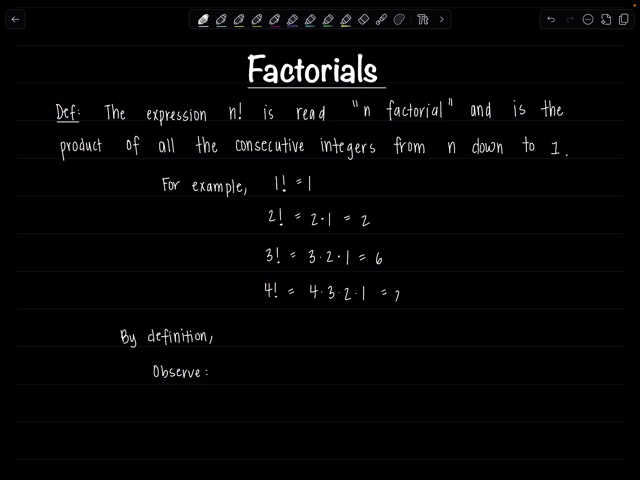 Factorials
Def: The expression n! is read "n factorial" and is the
product of all the consecutive integers from n down to 1.
For example, 1! = 1
2! = 2·1 = 2
3! = 3·2·1 = 6
4! = 4·3·2·1 =
By definition,
Observe: